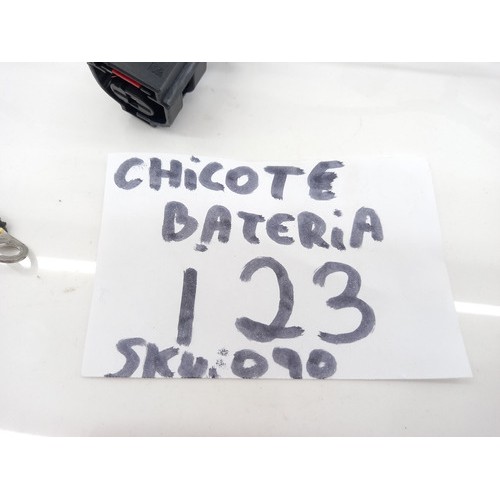 CHiCOTE
BATERiA
123
SKU:090